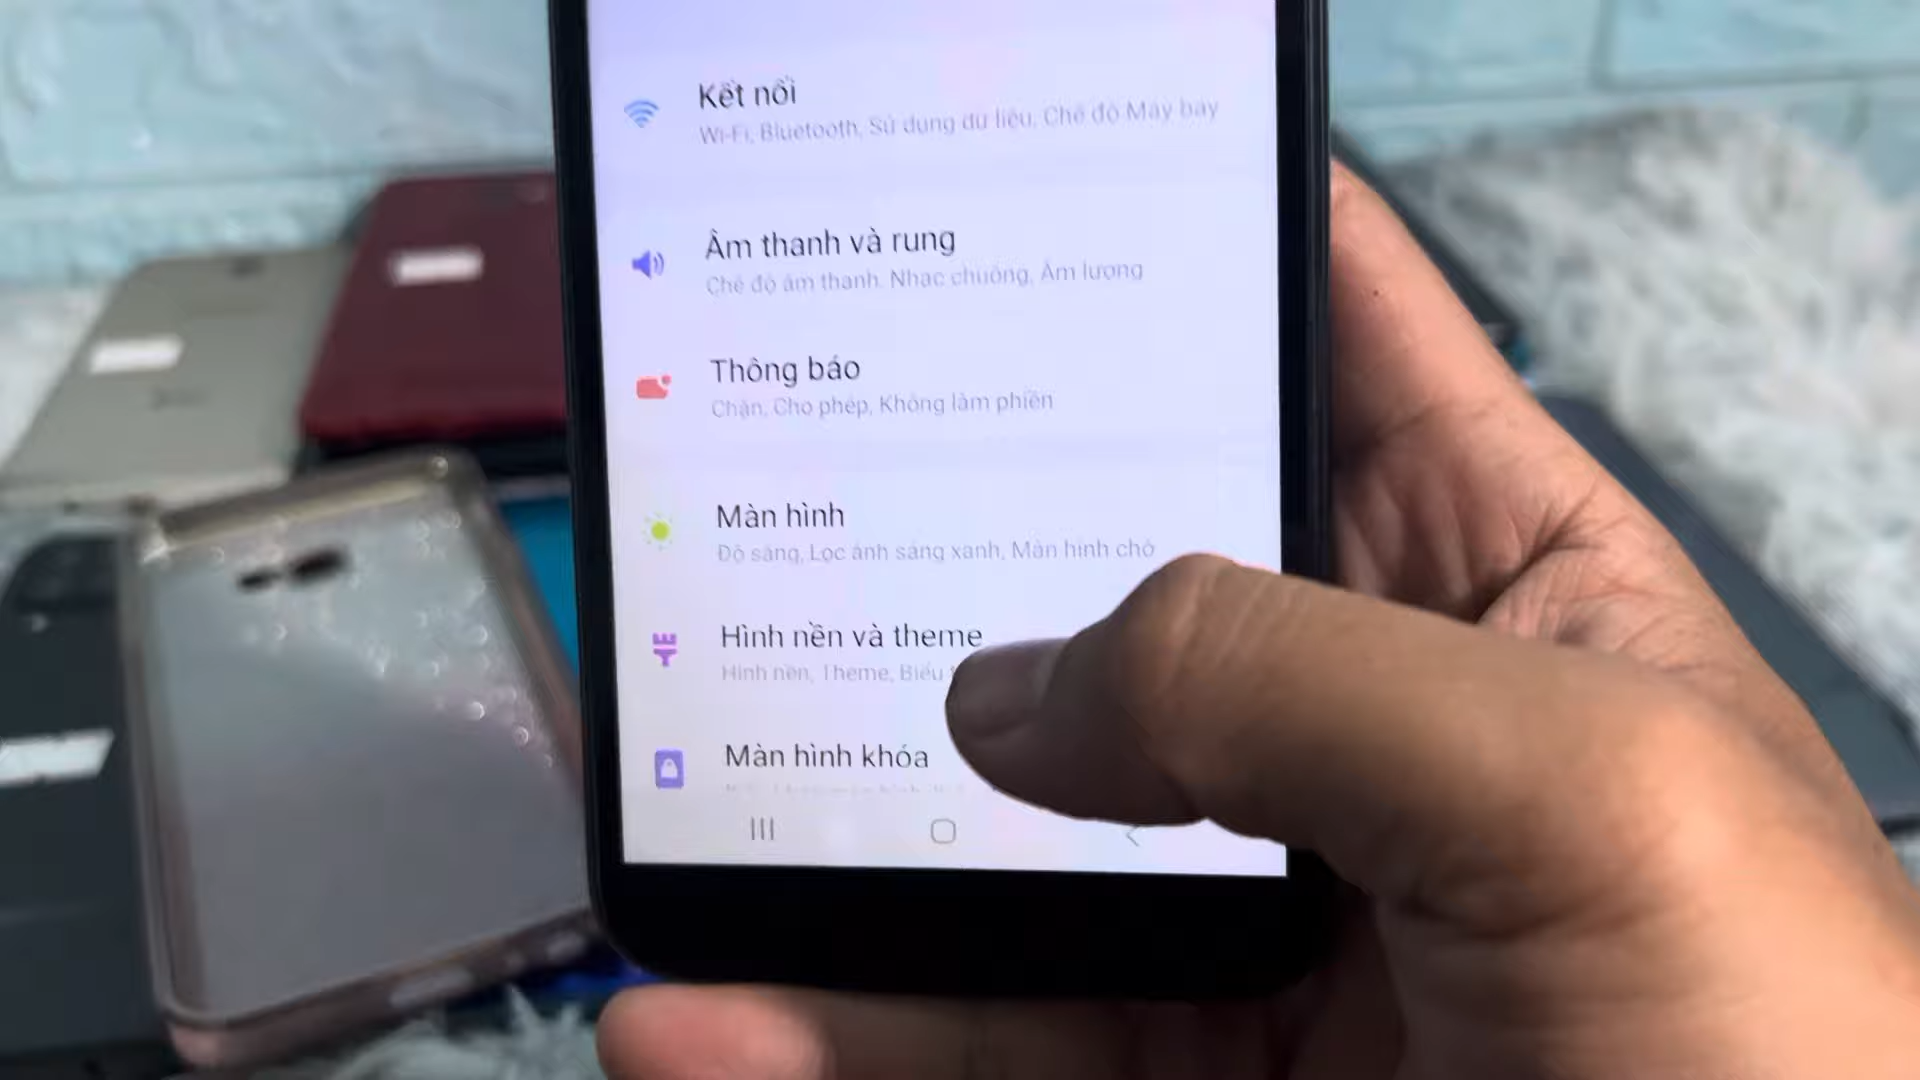 Kết nối
Wi-Fi, Bluetooth, Sử dụng dữ liệu, Chế độ Máy bay
Âm thanh và rung
Chế độ âm thanh, Nhạc chuông, Âm lượng
Thông báo
Chặn, Cho phép, Không làm phiền
Màn hình
Độ sáng, Lọc ánh sáng xanh, Màn hình chờ
Hình nền và theme
Hình nền, Theme, Biểu
Màn hình khóa